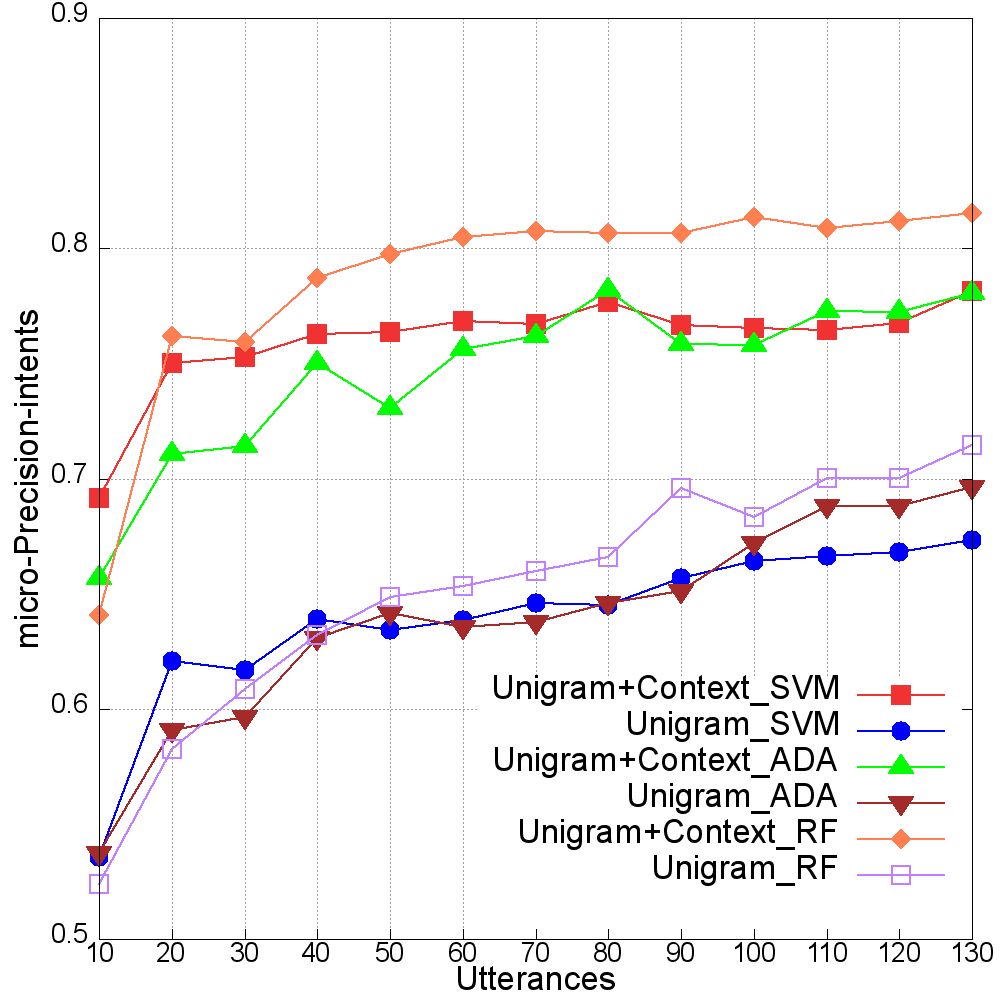 0.9
0.8
0.7
0.6
0.5
micro-Precision-intents
Unigram+Context_SVM
Unigram_SVM
Unigram+Context_ADA
Unigram_ADA
Unigram+Context_RF
Unigram_RF
10 20 30 40 50 60 70 80 90 100 110 120 130
Utterances